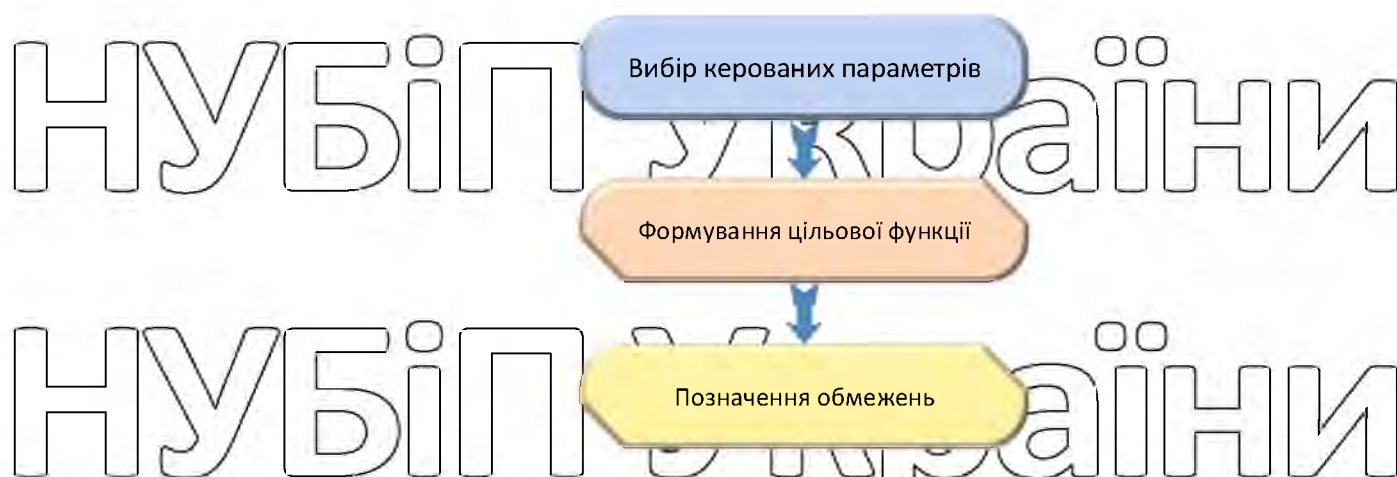 НУБіП України
Вибір керованих параметрів
Формування цільової функції
НУБіП України
Позначення обмежень